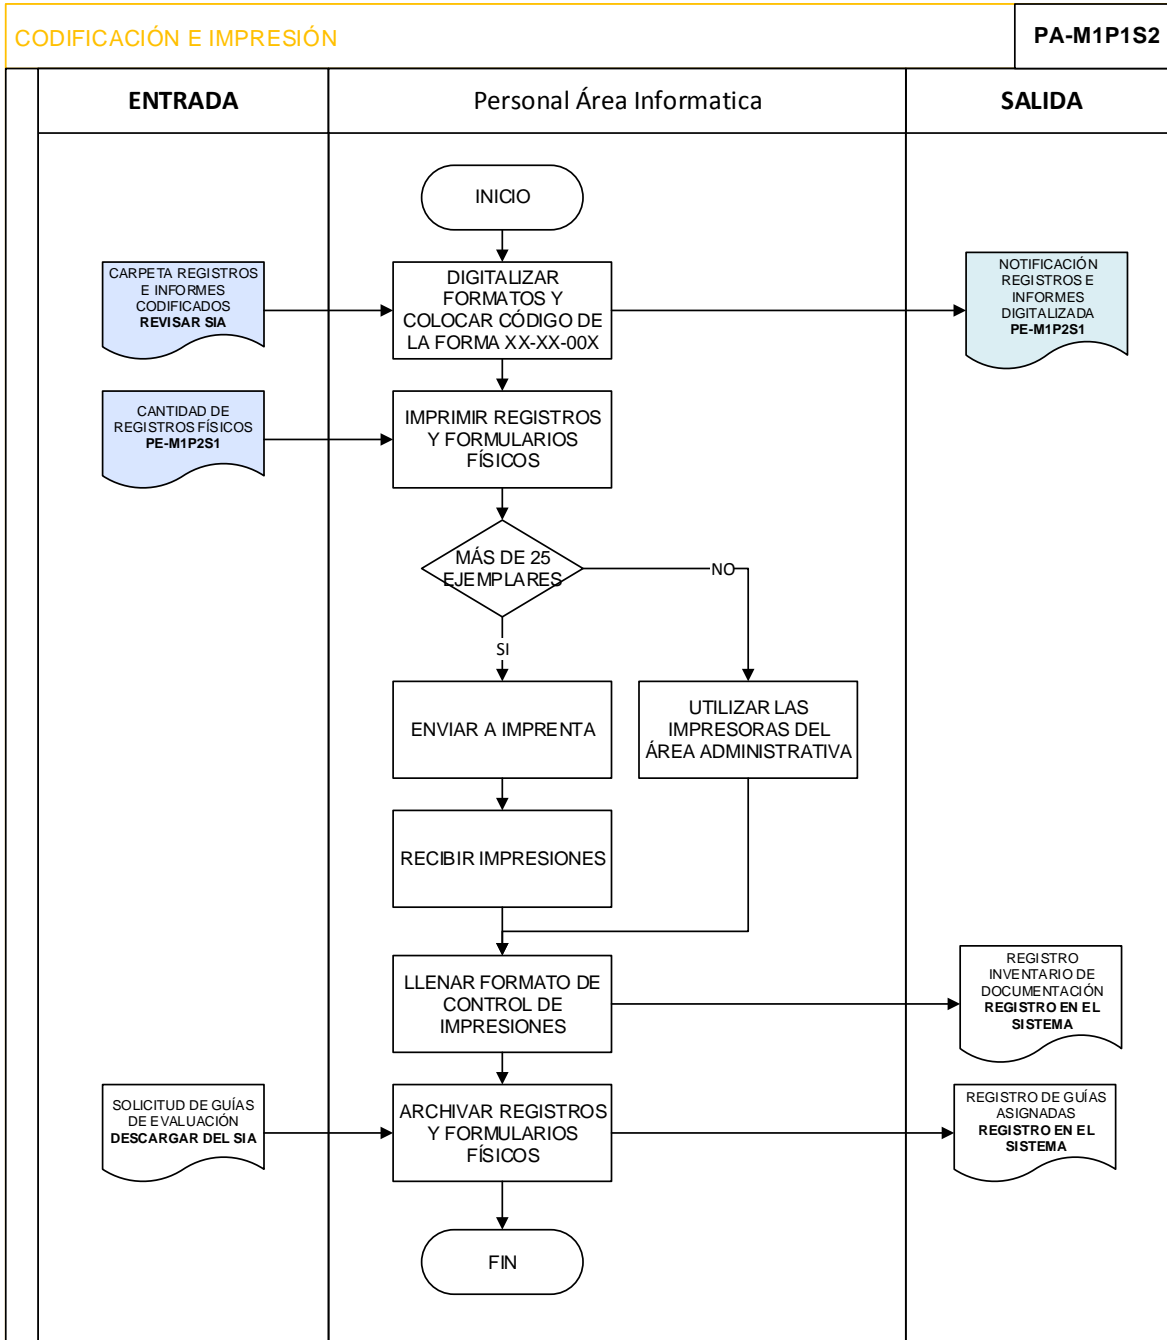 CODIFICACIÓN E IMPRESIÓN
PA-M1P1S2
ENTRADA
Personal Área Informatica
SALIDA
INICIO
CARPETA REGISTROS
E INFORMES
CODIFICADOS
REVISAR SIA
DIGITALIZAR
FORMATOS Y
COLOCAR CÓDIGO DE
LA FORMA XX-XX-00X
NOTIFICACIÓN
REGISTROS E
INFORMES
DIGITALIZADA
PE-M1P2S1
CANTIDAD DE
REGISTROS FÍSICOS
PE-M1P2S1
IMPRIMIR REGISTROS
Y FORMULARIOS
FÍSICOS
MÁS DE 25
EJEMPLARES
NO
SI
ENVIAR A IMPRENTA
UTILIZAR LAS
IMPRESORAS DEL
ÁREA ADMINISTRATIVA
RECIBIR IMPRESIONES
LLENAR FORMATO DE
CONTROL DE
IMPRESIONES
REGISTRO
INVENTARIO DE
DOCUMENTACIÓN
REGISTRO EN EL
SISTEMA
SOLICITUD DE GUÍAS
DE EVALUACIÓN
DESCARGAR DEL SIA
ARCHIVAR REGISTROS
Y FORMULARIOS
FÍSICOS
REGISTRO DE GUÍAS
ASIGNADAS
REGISTRO EN EL
SISTEMA
FIN